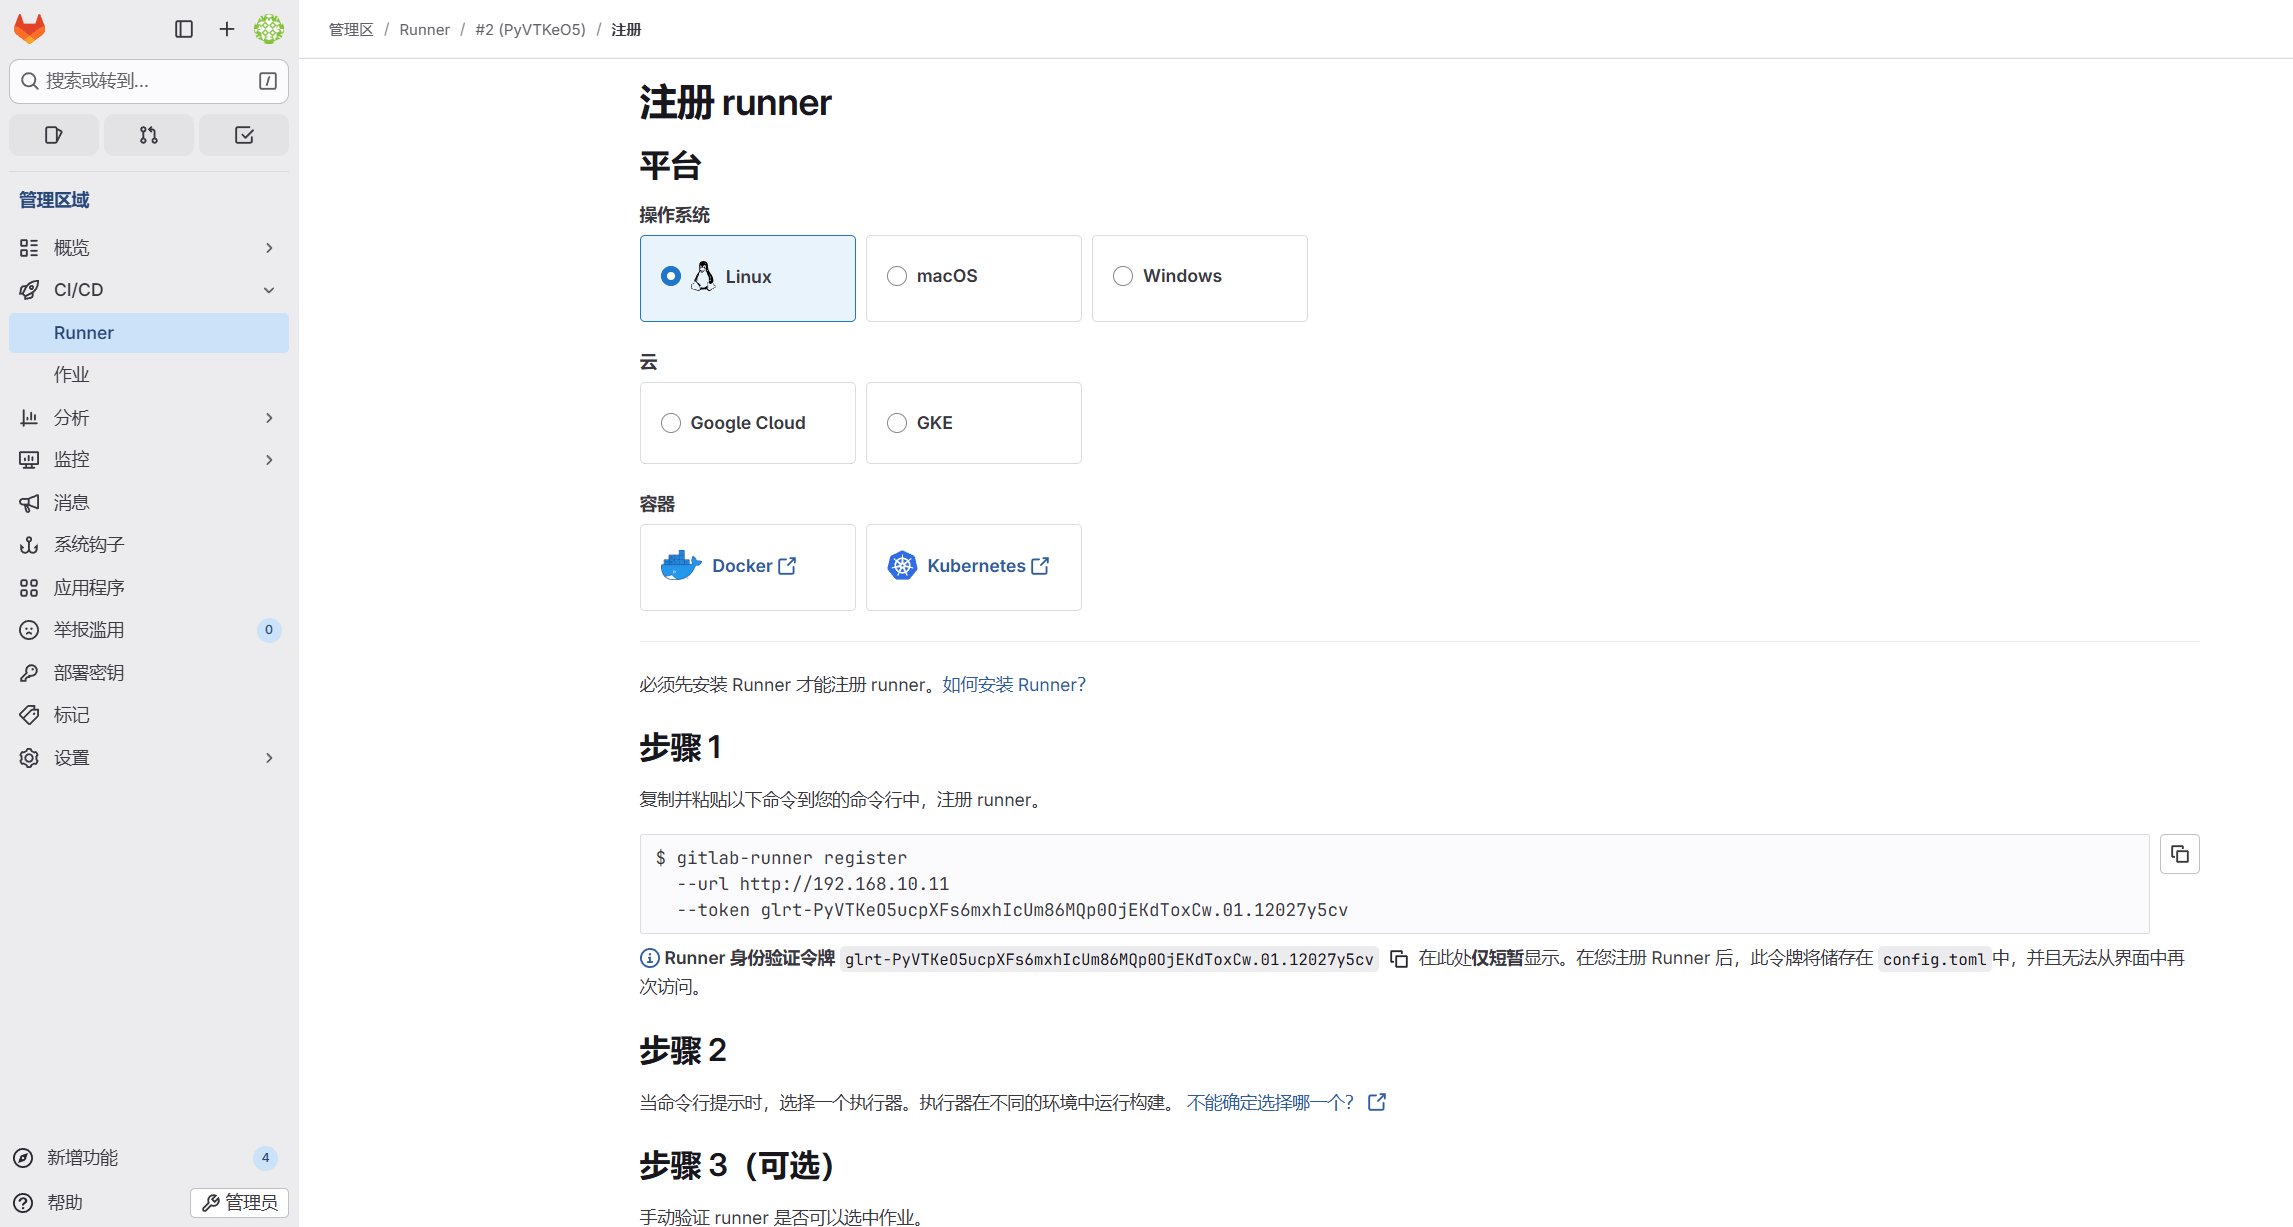 管理区 / Runner / #2 (PyVTKeO5) / 注册
搜索或转到...
管理区域
概览
CI/CD
Runner
作业
分析
监控
消息
系统钩子
应用程序
举报滥用 0
部署密钥
标记
设置
新增功能 4
帮助
管理员
注册 runner
平台
操作系统
Linux
macOS
Windows
云
Google Cloud
GKE
容器
Docker
Kubernetes
必须先安装 Runner 才能注册 runner。如何安装 Runner?
步骤 1
复制并粘贴以下命令到您的命令行中，注册 runner。
$ gitlab-runner register
--url http://192.168.10.11
--token glrt-PyVTKeO5ucpXFs6mxhIcUm86MQp0OjEKdToxCw.01.12027y5cv
Runner 身份验证令牌 glrt-PyVTKeO5ucpXFs6mxhIcUm86MQp0OjEKdToxCw.01.12027y5cv 在此处仅短暂显示。在您注册 Runner 后，此令牌将储存在 config.toml 中，并且无法从界面中再
次访问。
步骤 2
当命令行提示时，选择一个执行器。执行器在不同的环境中运行构建。 不能确定选择哪一个？
步骤 3（可选）
手动验证 runner 是否可以选中作业。